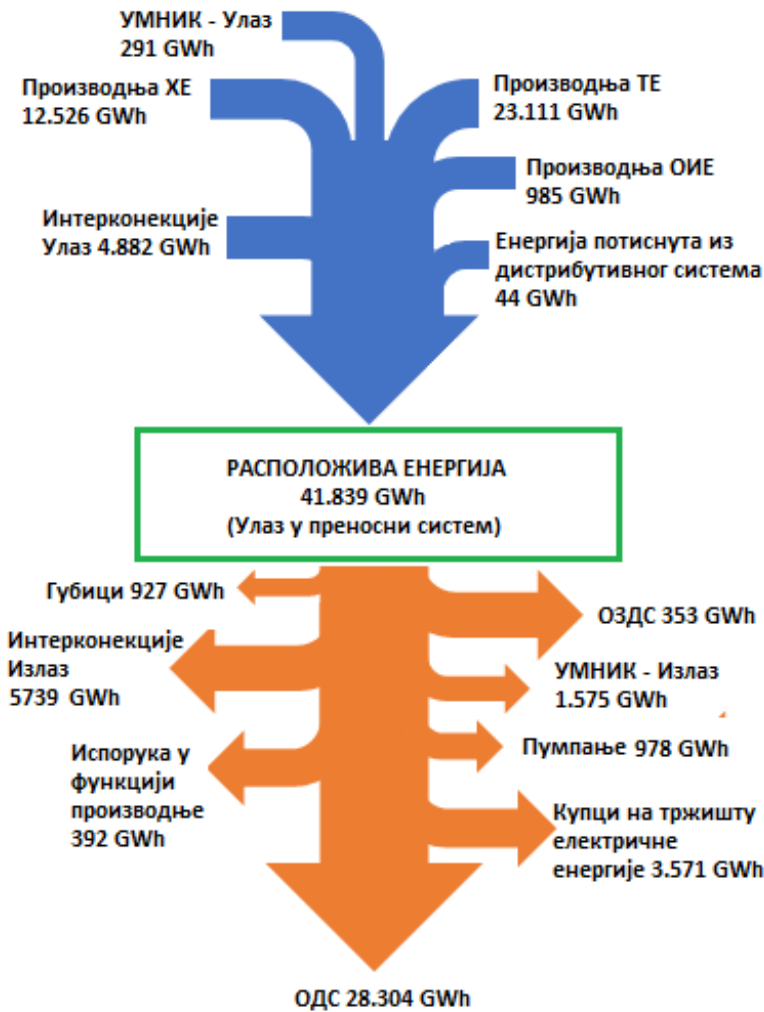 УМНИК - Улаз
291 GWh
Производња ХЕ
12.526 GWh
Производња ТЕ
23.111 GWh
Производња ОИЕ
985 GWh
Интерконекције
Улаз 4.882 GWh
Енергија потиснута из
дистрибутивног система
44 GWh
РАСПОЛОЖИВА ЕНЕРГИЈА
41.839 GWh
(Улаз у преносни систем)
Губици 927 GWh
ОЗДС 353 GWh
Интерконекције
Излаз
5739 GWh
УМНИК - Излаз
1.575 GWh
Пумпање 978 GWh
Испорука у
функцији
производње
392 GWh
Купци на тржишту
електричне
енергије 3.571 GWh
ОДС 28.304 GWh